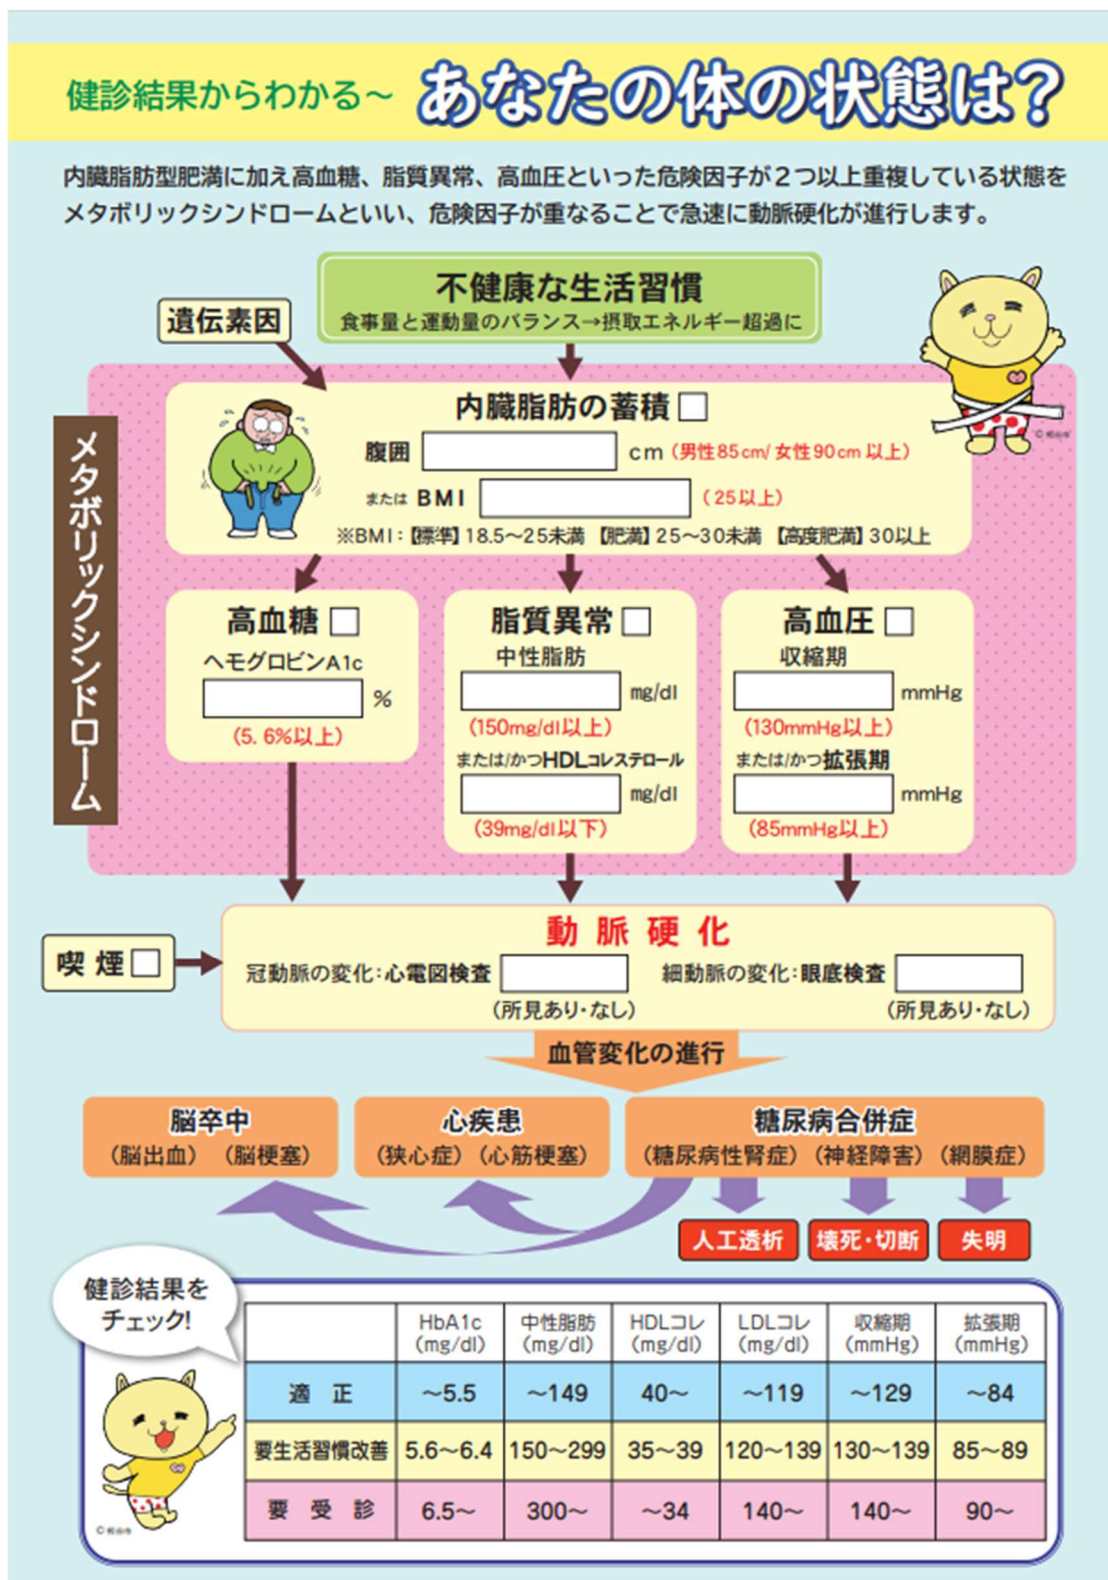 健診結果からわかる～ あなたの体の状態は？
内臓脂肪型肥満に加え高血糖、脂質異常、高血圧といった危険因子が２つ以上重複している状態を
メタボリックシンドロームといい、危険因子が重なることで急速に動脈硬化が進行します。
不健康な生活習慣
食事量と運動量のバランス→摂取エネルギー超過に
遺伝素因
メタボリックシンドローム
内臓脂肪の蓄積
腹囲 cm（男性85cm/女性90cm以上）
または BMI （25以上）
※BMI：【標準】18.5～25未満 【肥満】25～30未満 【高度肥満】30以上
高血糖
ヘモグロビンA1c
%
（5.6%以上）
脂質異常
中性脂肪
mg/dl
（150mg/dl以上）
または/かつHDLコレステロール
mg/dl
（39mg/dl以下）
高血圧
収縮期
mmHg
（130mmHg以上）
または/かつ拡張期
mmHg
（85mmHg以上）
喫煙
動脈硬化
冠動脈の変化：心電図検査 細動脈の変化：眼底検査
（所見あり・なし） （所見あり・なし）
血管変化の進行
脳卒中
（脳出血）（脳梗塞）
心疾患
（狭心症）（心筋梗塞）
糖尿病合併症
（糖尿病性腎症）（神経障害）（網膜症）
人工透析 壊死・切断 失明
健診結果を
チェック！
HbA1c 中性脂肪 HDLコレ LDLコレ 収縮期 拡張期
(mg/dl) (mg/dl) (mg/dl) (mg/dl) (mmHg) (mmHg)
適正 ～5.5 ～149 40～ ～119 ～129 ～84
要生活習慣改善 5.6～6.4 150～299 35～39 120～139 130～139 85～89
要受診 6.5～ 300～ ～34 140～ 140～ 90～